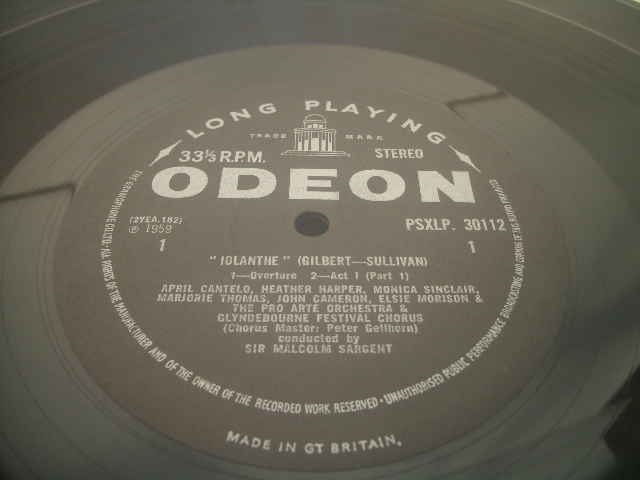 LONG PLAYING
TRADE MARK
33⅓ R.P.M. STEREO
ODEON
(2YEA.182) PSXLP. 30112
℗ 1959
1 1
"IOLANTHE" (GILBERT—SULLIVAN)
1—Overture 2—Act 1 (Part 1)
APRIL CANTELO, HEATHER HARPER, MONICA SINCLAIR,
MARJORIE THOMAS, JOHN CAMERON, ELSIE MORISON &
THE PRO ARTE ORCHESTRA &
GLYNDEBOURNE FESTIVAL CHORUS
(Chorus Master: Peter Gellhorn)
conducted by
SIR MALCOLM SARGENT
THE GRAMOPHONE CO. LTD. ALL RIGHTS OF THE MANUFACTURER AND OF THE OWNER OF THE RECORDED WORK RESERVED · UNAUTHORISED PUBLIC PERFORMANCE BROADCASTING AND COPYING OF THIS RECORD PROHIBITED
MADE IN GT BRITAIN.